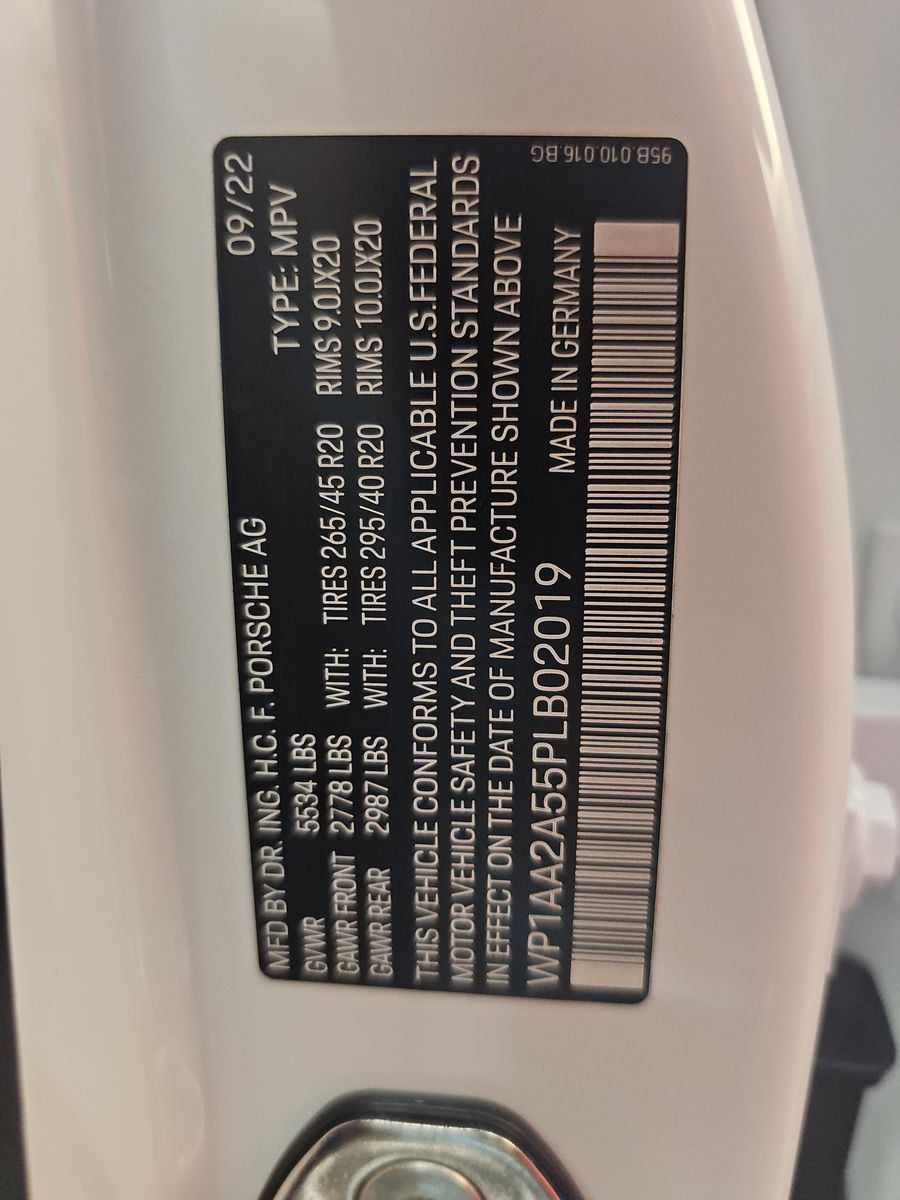 09/22
MFD BY DR. ING. H.C. F. PORSCHE AG
TYPE: MPV
GVWR 5534 LBS
GAWR FRONT 2778 LBS WITH: TIRES 265/45 R20 RIMS 9.0JX20
GAWR REAR 2987 LBS WITH: TIRES 295/40 R20 RIMS 10.0JX20
THIS VEHICLE CONFORMS TO ALL APPLICABLE U.S. FEDERAL
MOTOR VEHICLE SAFETY AND THEFT PREVENTION STANDARDS
IN EFFECT ON THE DATE OF MANUFACTURE SHOWN ABOVE
WP1AA2A55PLB02019 MADE IN GERMANY
95B.010.016.BG